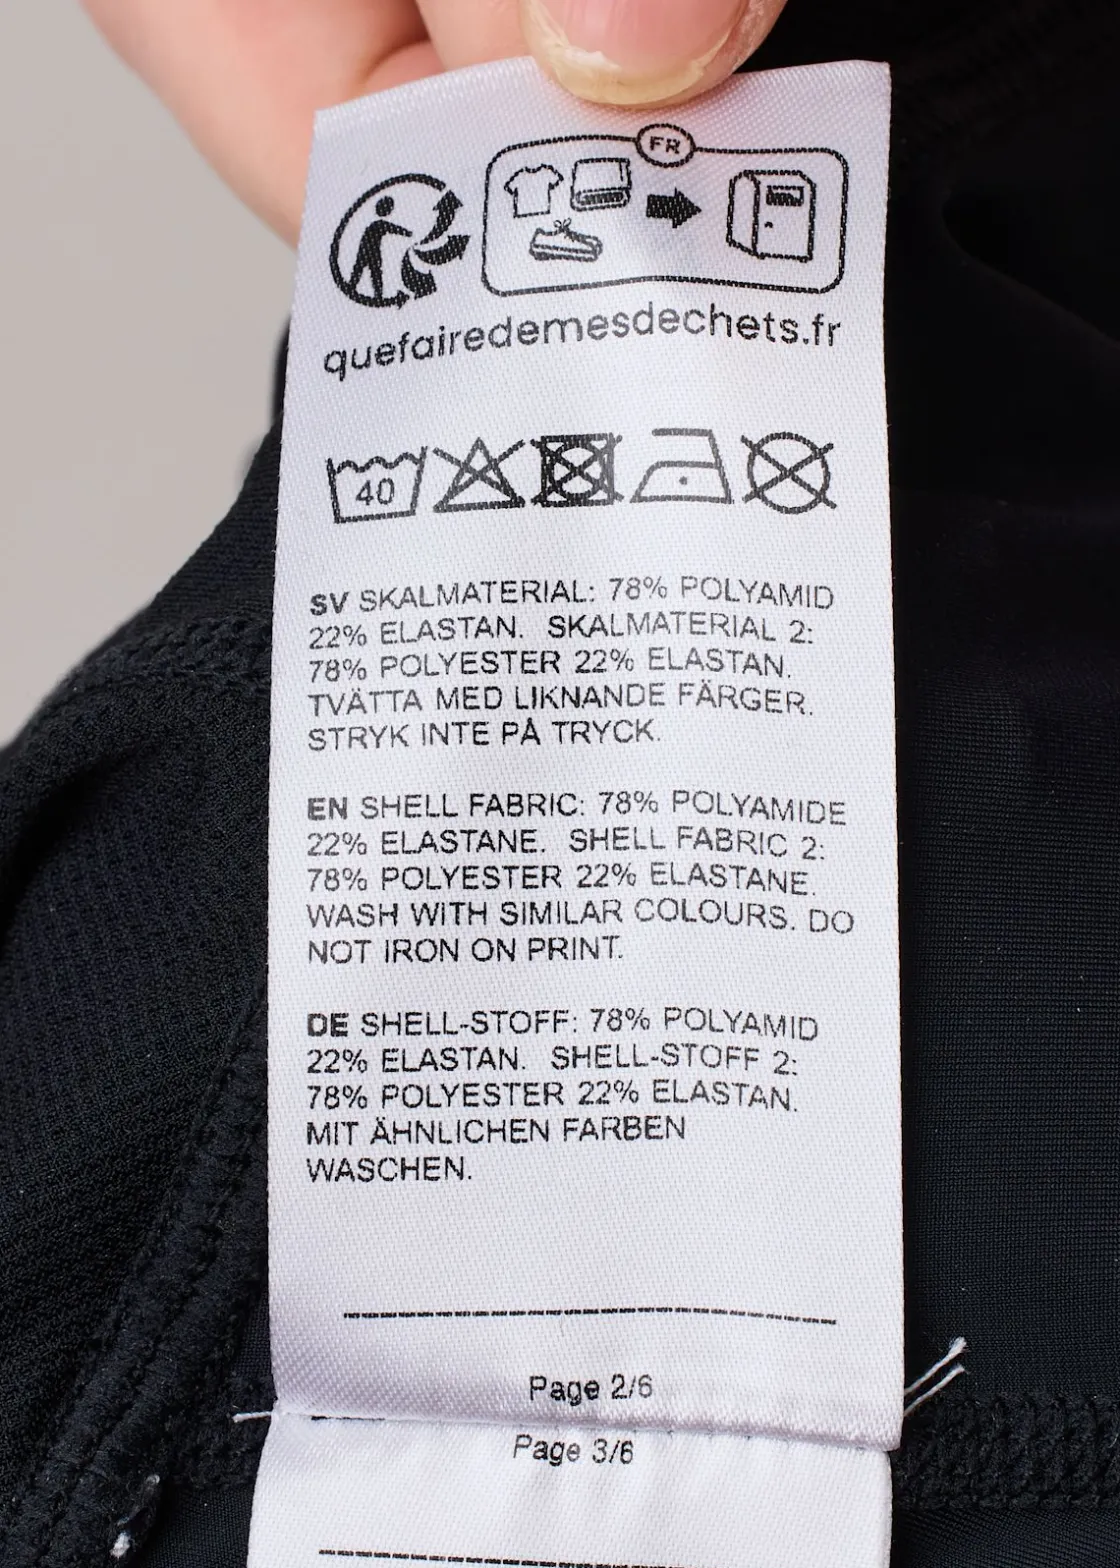 FR
quefairedemesdechets.fr
40
SV SKALMATERIAL: 78% POLYAMID
22% ELASTAN. SKALMATERIAL 2:
78% POLYESTER 22% ELASTAN.
TVÄTTA MED LIKNANDE FÄRGER.
STRYK INTE PÅ TRYCK.
EN SHELL FABRIC: 78% POLYAMIDE
22% ELASTANE. SHELL FABRIC 2:
78% POLYESTER 22% ELASTANE.
WASH WITH SIMILAR COLOURS. DO
NOT IRON ON PRINT.
DE SHELL-STOFF: 78% POLYAMID
22% ELASTAN. SHELL-STOFF 2:
78% POLYESTER 22% ELASTAN.
MIT ÄHNLICHEN FARBEN
WASCHEN.
Page 2/6
Page 3/6